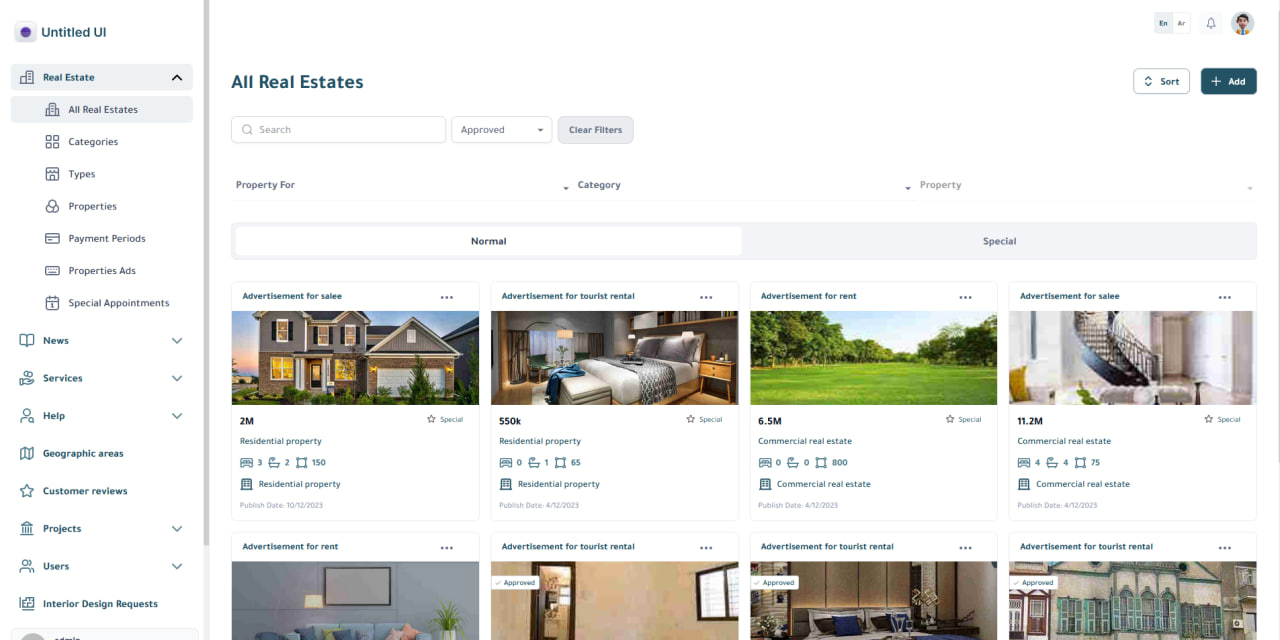 Untitled UI
En Ar
Real Estate
All Real Estates
Categories
Types
Properties
Payment Periods
Properties Ads
Special Appointments
News
Services
Help
Geographic areas
Customer reviews
Projects
Users
Interior Design Requests
admin
All Real Estates
Sort
Add
Search
Approved
Clear Filters
Property For
Category
Property
Normal
Special
Advertisement for salee
2M
Special
Residential property
3 2 150
Residential property
Publish Date: 10/12/2023
Advertisement for tourist rental
550k
Special
Residential property
0 1 65
Residential property
Publish Date: 4/12/2023
Advertisement for rent
6.5M
Special
Commercial real estate
0 0 800
Commercial real estate
Publish Date: 4/12/2023
Advertisement for salee
11.2M
Special
Commercial real estate
4 4 75
Commercial real estate
Publish Date: 4/12/2023
Advertisement for rent
Advertisement for tourist rental
Approved
Advertisement for tourist rental
Approved
Advertisement for tourist rental
Approved